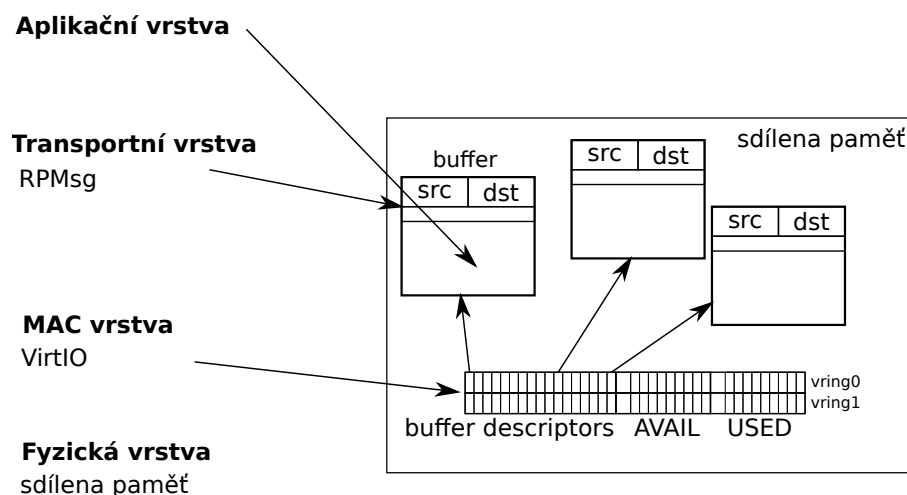 Aplikační vrstva
Transportní vrstva
RPMsg
MAC vrstva
VirtIO
Fyzická vrstva
sdílena paměť
sdílena paměť
buffer
src dst
src dst
src dst
vring0
vring1
buffer descriptors AVAIL USED